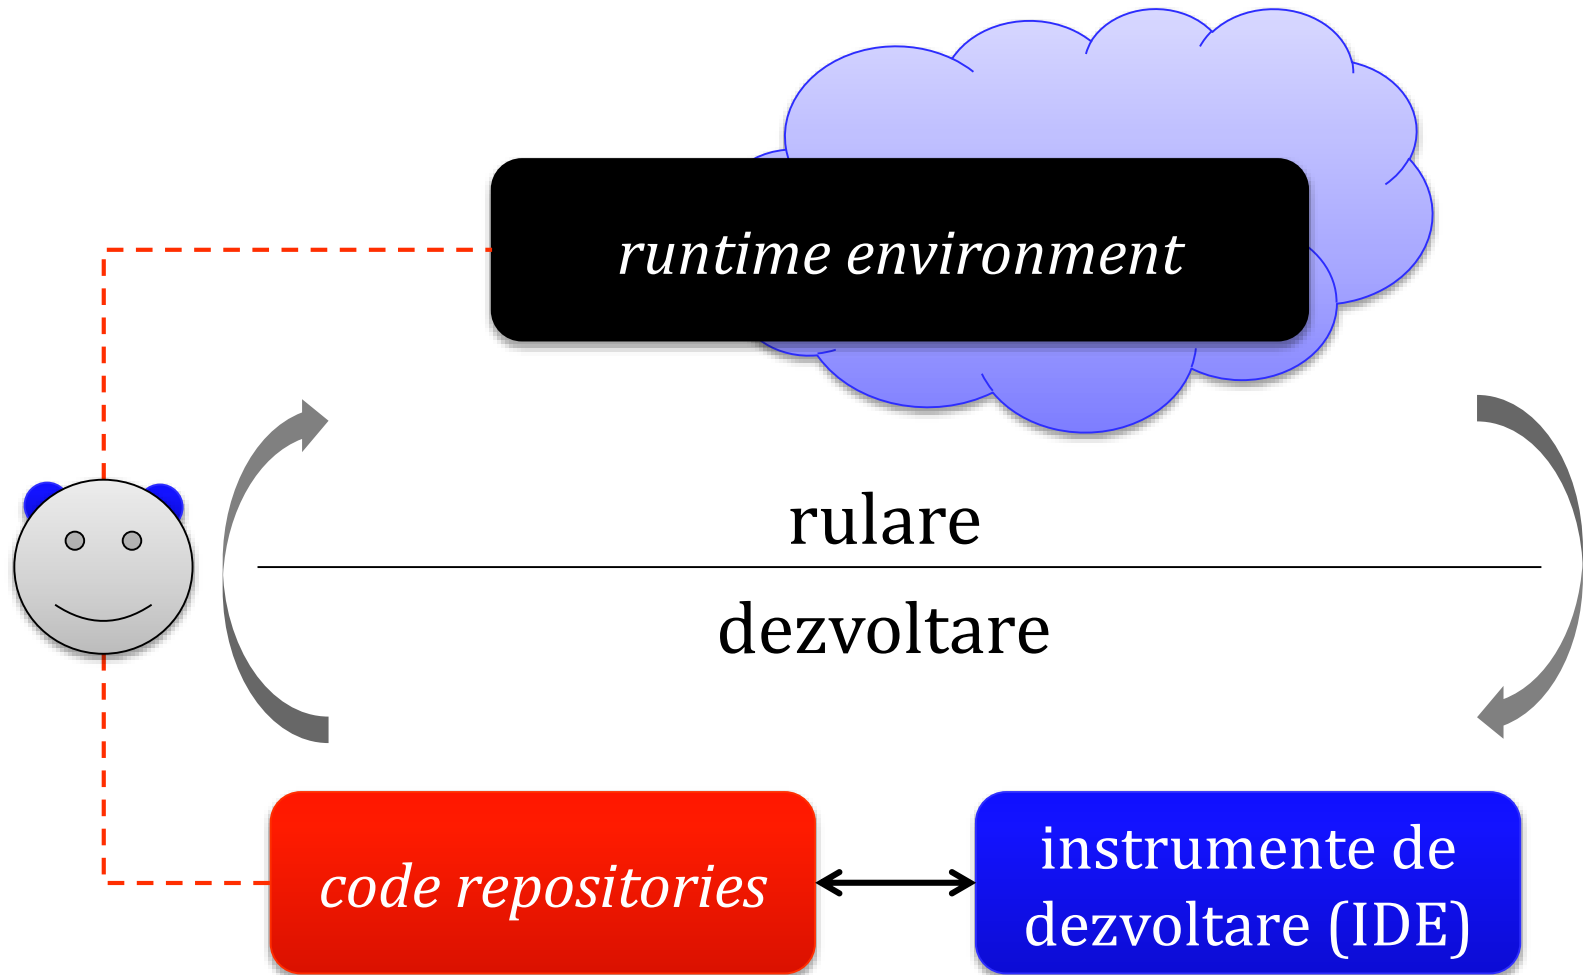 runtime environment
rulare
dezvoltare
code repositories
instrumente de
dezvoltare (IDE)